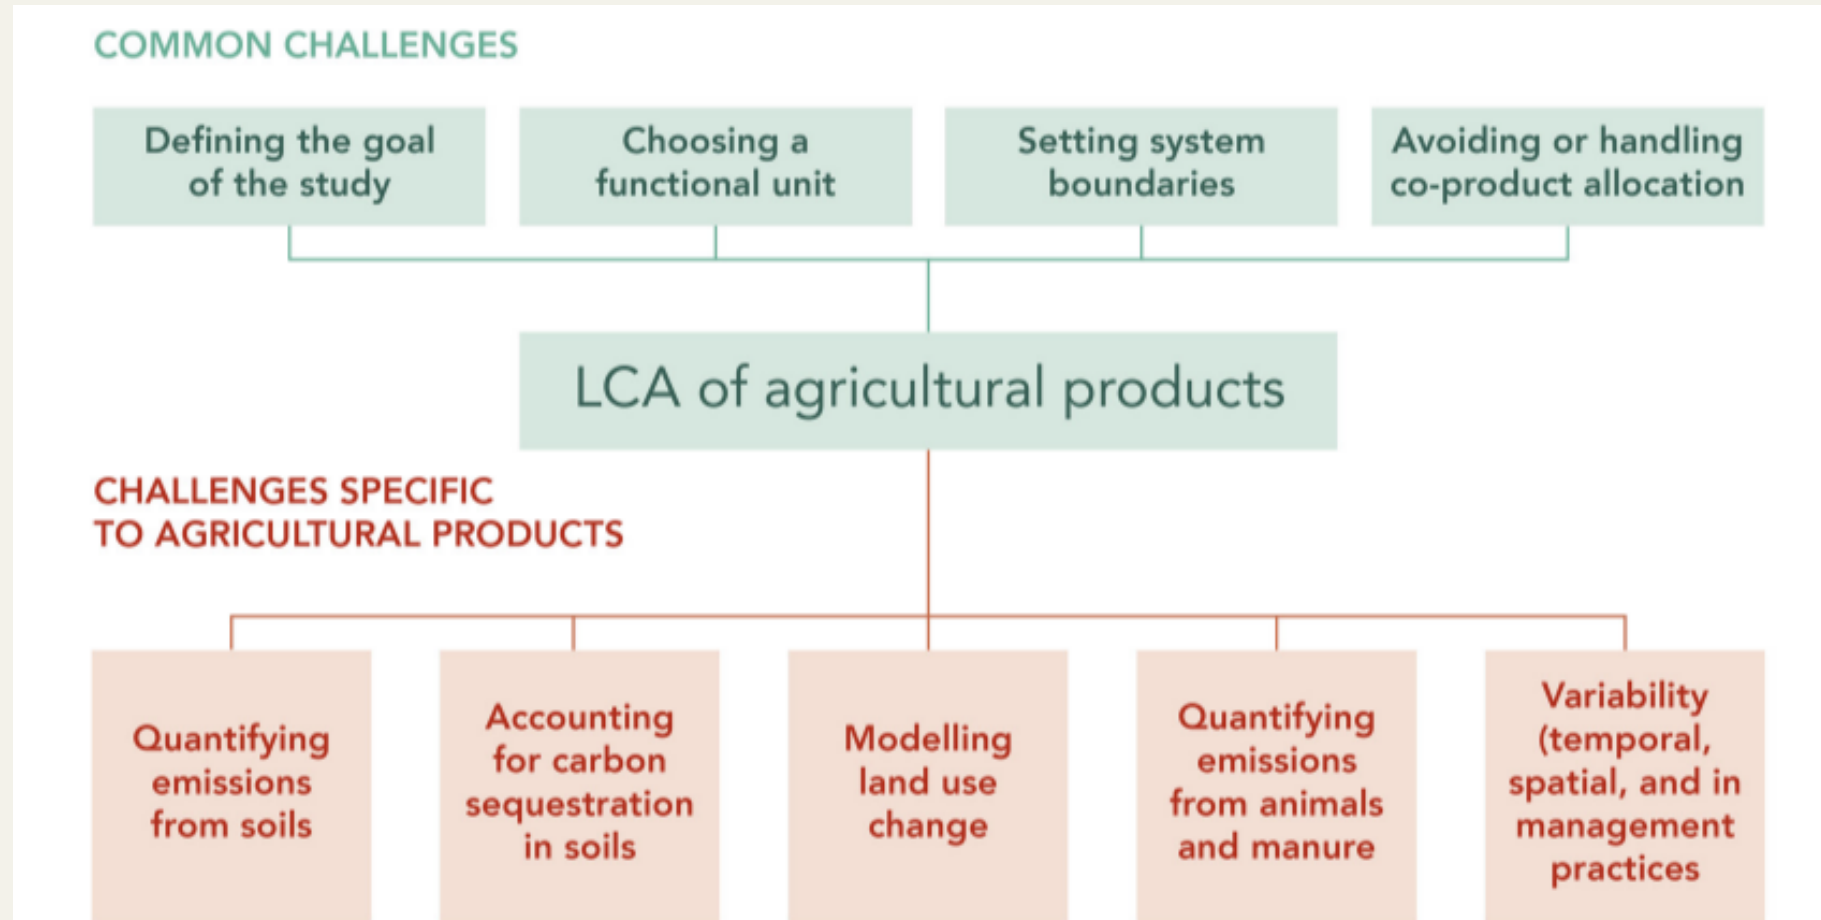 COMMON CHALLENGES
Defining the goal
of the study
Choosing a
functional unit
Setting system
boundaries
Avoiding or handling
co-product allocation
LCA of agricultural products
CHALLENGES SPECIFIC
TO AGRICULTURAL PRODUCTS
Quantifying
emissions
from soils
Accounting
for carbon
sequestration
in soils
Modelling
land use
change
Quantifying
emissions
from animals
and manure
Variability
(temporal,
spatial, and in
management
practices